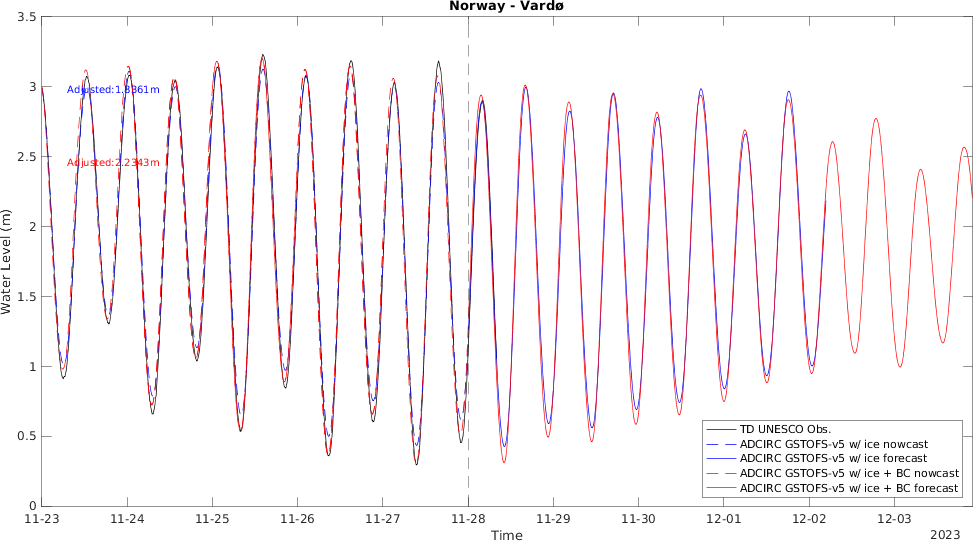 Norway - Vardø
3.5
3
2.5
2
1.5
1
0.5
0
Water Level (m)
Adjusted:1.8361m
Adjusted:2.2343m
TD UNESCO Obs.
ADCIRC GSTOFS-v5 w/ ice nowcast
ADCIRC GSTOFS-v5 w/ ice forecast
ADCIRC GSTOFS-v5 w/ ice + BC nowcast
ADCIRC GSTOFS-v5 w/ ice + BC forecast
11-23 11-24 11-25 11-26 11-27 11-28 11-29 11-30 12-01 12-02 12-03
Time
2023